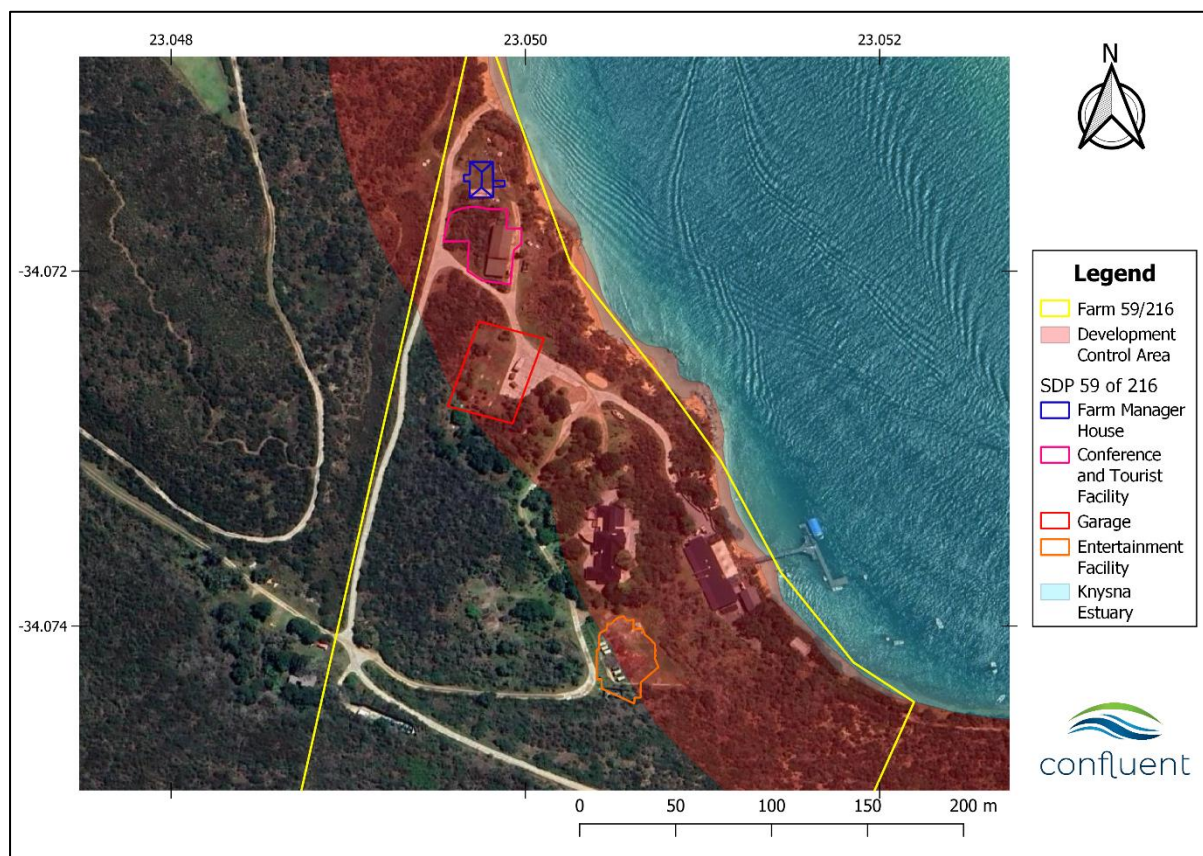 23.048
23.050
23.052
N
-34.072
-34.074
Legend
Farm 59/216
Development
Control Area
SDP 59 of 216
Farm Manager
House
Conference
and Tourist
Facility
Garage
Entertainment
Facility
Knysna
Estuary
confluent
0 50 100 150 200 m